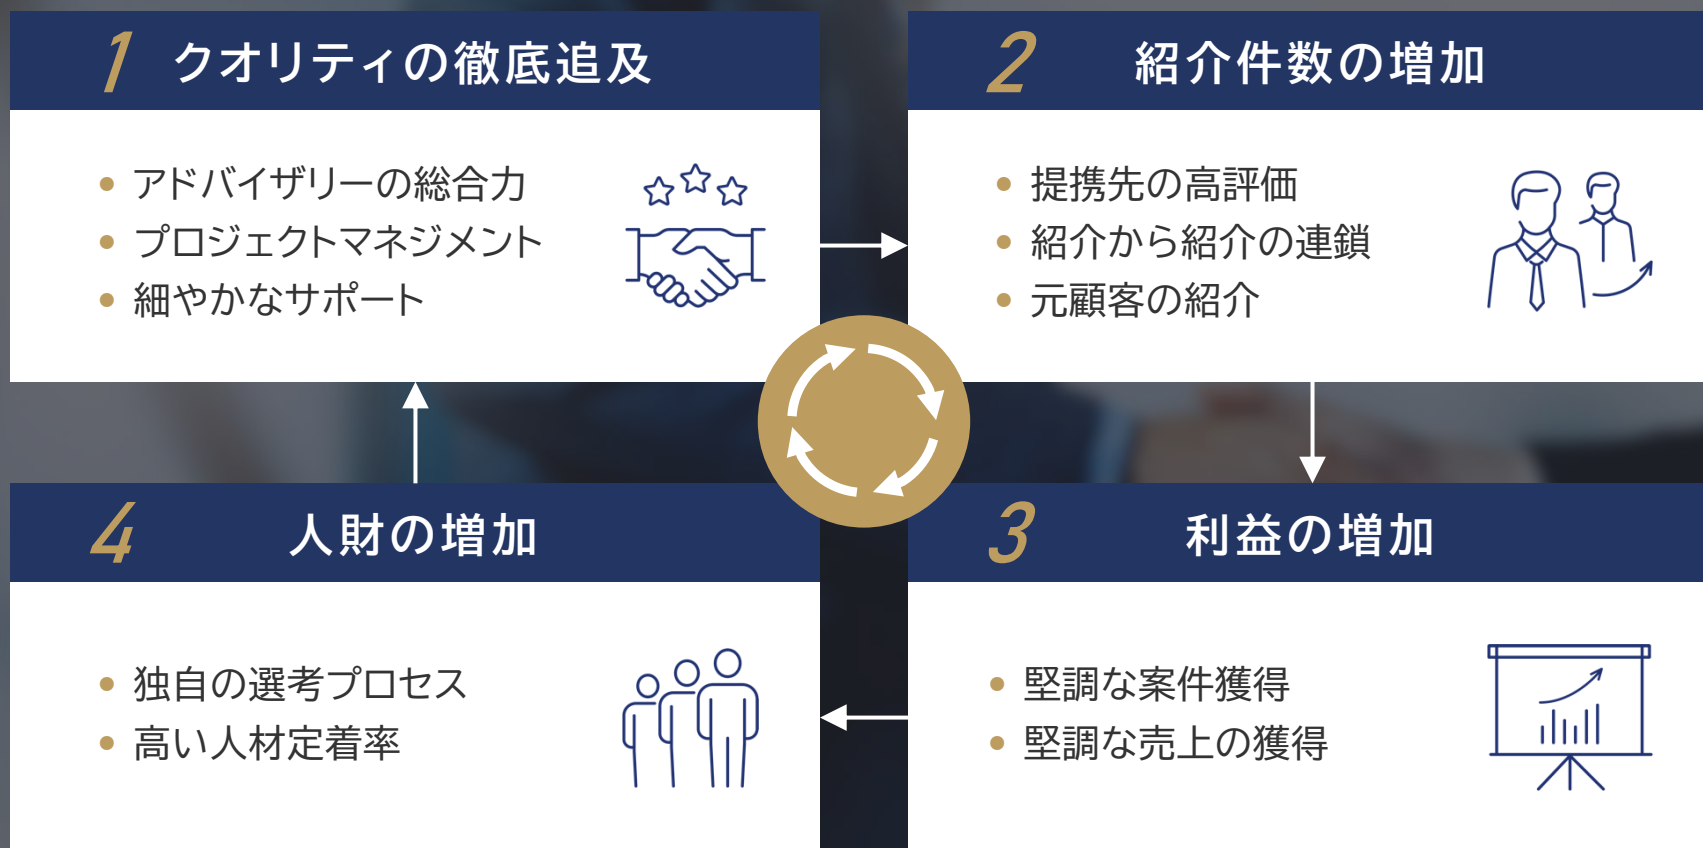 1 クオリティの徹底追及
アドバイザリーの総合力
プロジェクトマネジメント
細やかなサポート
2 紹介件数の増加
提携先の高評価
紹介から紹介の連鎖
元顧客の紹介
3 利益の増加
堅調な案件獲得
堅調な売上の獲得
4 人財の増加
独自の選考プロセス
高い人材定着率